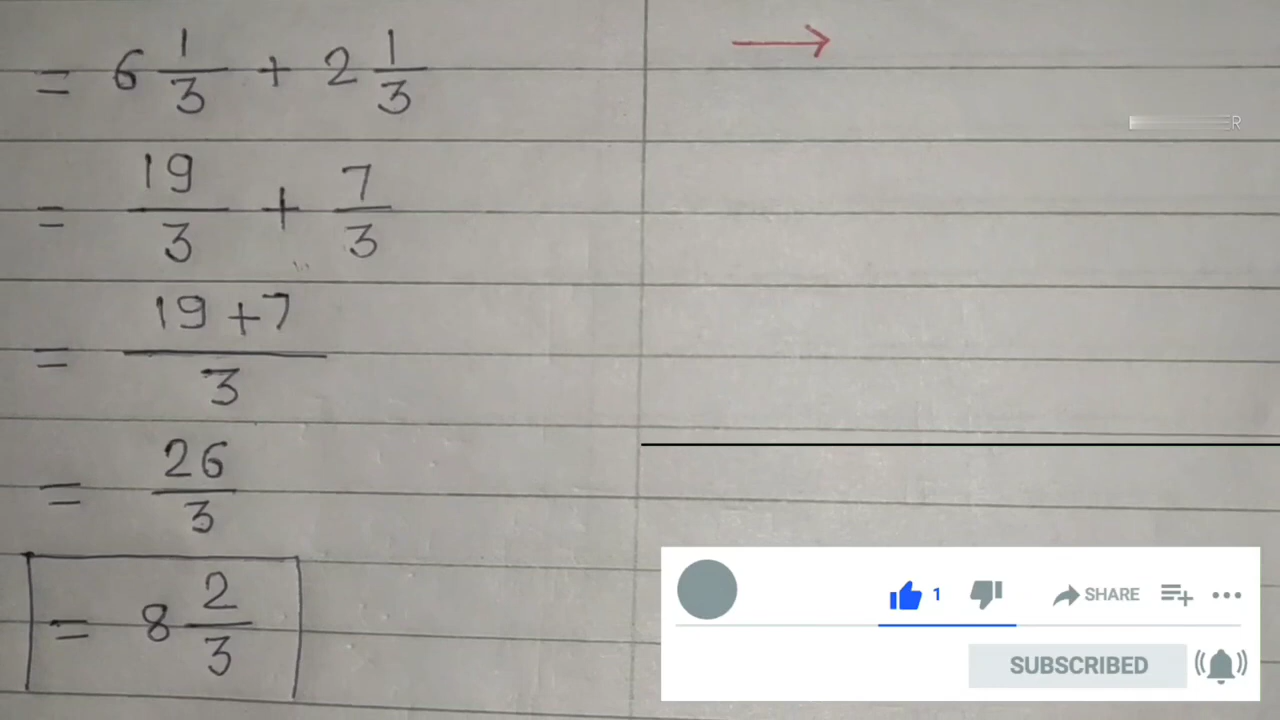 = 6 1/3 + 2 1/3
= 19/3 + 7/3
= 19+7/3
= 26/3
= 8 2/3
→
R
1 SHARE
SUBSCRIBED